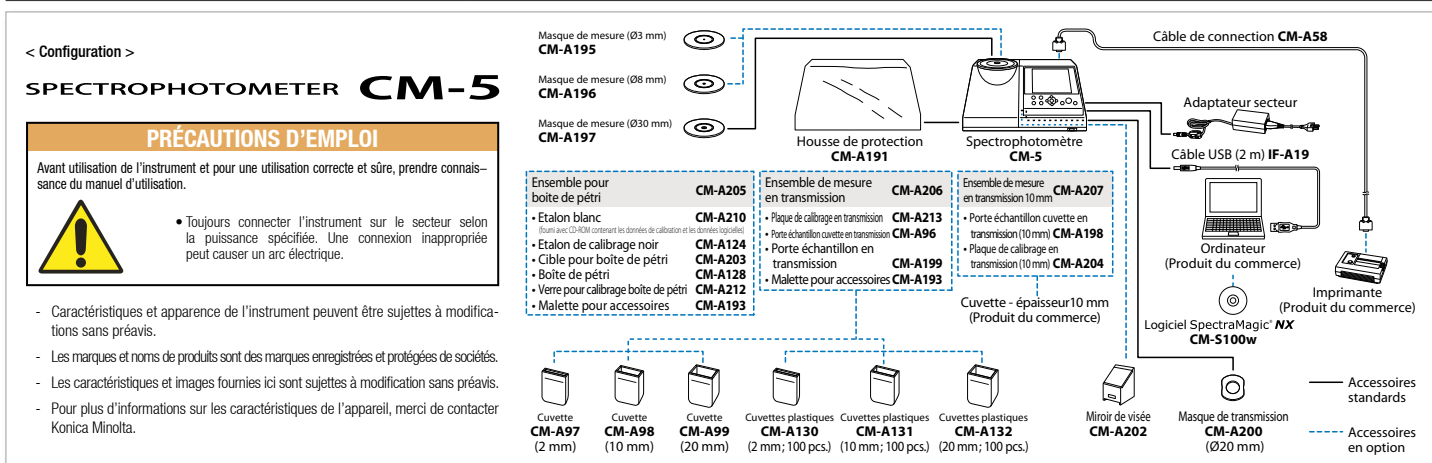 < Configuration >
SPECTROPHOTOMETER CM-5
PRÉCAUTIONS D'EMPLOI
Avant utilisation de l'instrument et pour une utilisation correcte et sûre, prendre connais–
sance du manuel d'utilisation.
• Toujours connecter l'instrument sur le secteur selon
la puissance spécifiée. Une connexion inappropriée
peut causer un arc électrique.
- Caractéristiques et apparence de l'instrument peuvent être sujettes à modifica-
tions sans préavis.
- Les marques et noms de produits sont des marques enregistrées et protégées de sociétés.
- Les caractéristiques et images fournies ici sont sujettes à modification sans préavis.
- Pour plus d'informations sur les caractéristiques de l'appareil, merci de contacter
Konica Minolta.
Masque de mesure (Ø3 mm)
CM-A195
Masque de mesure (Ø8 mm)
CM-A196
Masque de mesure (Ø30 mm)
CM-A197
Housse de protection
CM-A191
Spectrophotomètre
CM-5
Câble de connection CM-A58
Adaptateur secteur
Câble USB (2 m) IF-A19
Ordinateur
(Produit du commerce)
Imprimante
(Produit du commerce)
Logiciel SpectraMagic™ NX
CM-S100w
Ensemble pour
boite de pétri CM-A205
• Etalon blanc CM-A210
(fourni avec CD-ROM contenant les données de calibration et les données logicielles)
• Etalon de calibrage noir CM-A124
• Cible pour boîte de pétri CM-A203
• Boîte de pétri CM-A128
• Verre pour calibrage boîte de pétri CM-A212
• Malette pour accessoires CM-A193
Ensemble de mesure
en transmission CM-A206
• Plaque de calibrage en transmission CM-A213
• Porte échantillon cuvette en transmission CM-A96
• Porte échantillon en
transmission CM-A199
• Malette pour accessoires CM-A193
Ensemble de mesure
en transmission 10 mm CM-A207
• Porte échantillon cuvette en
transmission (10 mm) CM-A198
• Plaque de calibrage en
transmission (10 mm) CM-A204
Cuvette - épaisseur10 mm
(Produit du commerce)
Cuvette
CM-A97
(2 mm)
Cuvette
CM-A98
(10 mm)
Cuvette
CM-A99
(20 mm)
Cuvettes plastiques
CM-A130
(2 mm; 100 pcs.)
Cuvettes plastiques
CM-A131
(10 mm; 100 pcs.)
Cuvettes plastiques
CM-A132
(20 mm; 100 pcs.)
Miroir de visée
CM-A202
Masque de transmission
CM-A200
(Ø20 mm)
Accessoires
standards
Accessoires
en option